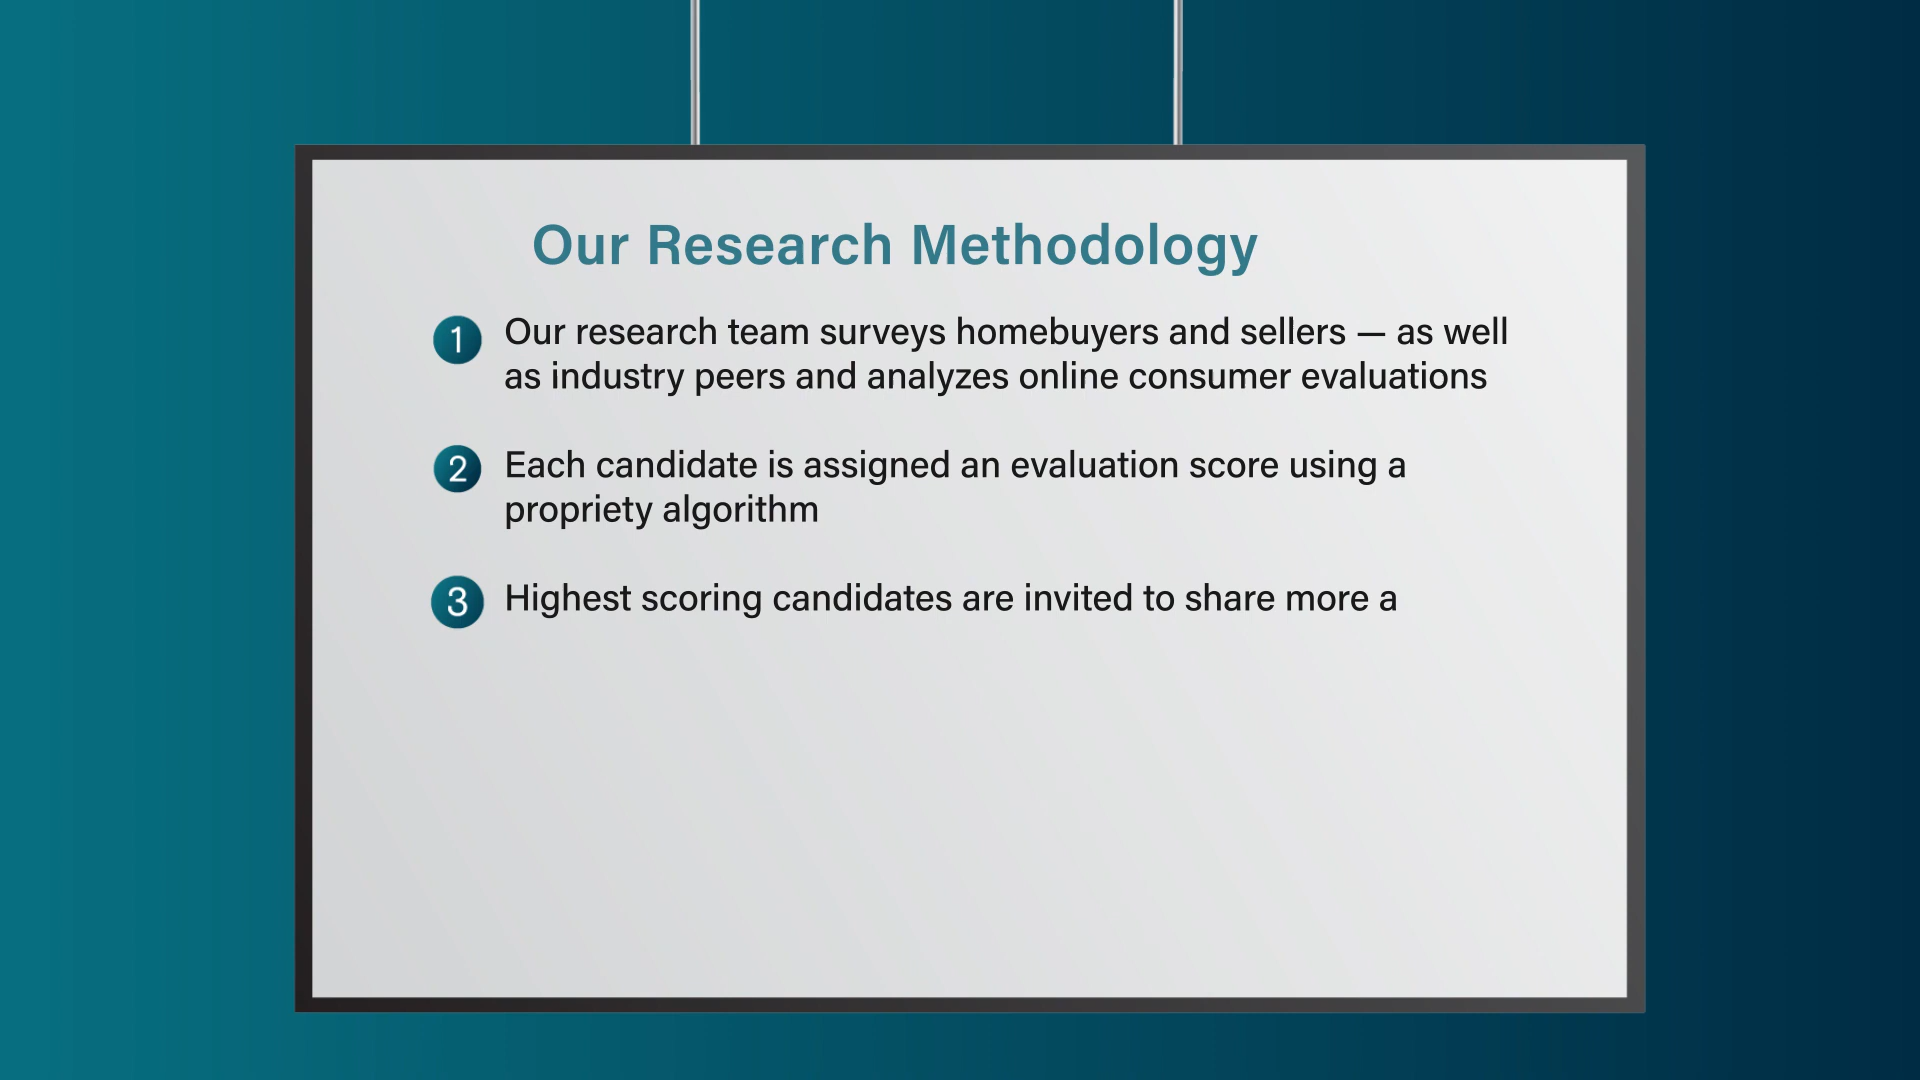 Our Research Methodology
1 Our research team surveys homebuyers and sellers — as well
as industry peers and analyzes online consumer evaluations
2 Each candidate is assigned an evaluation score using a
propriety algorithm
3 Highest scoring candidates are invited to share more a